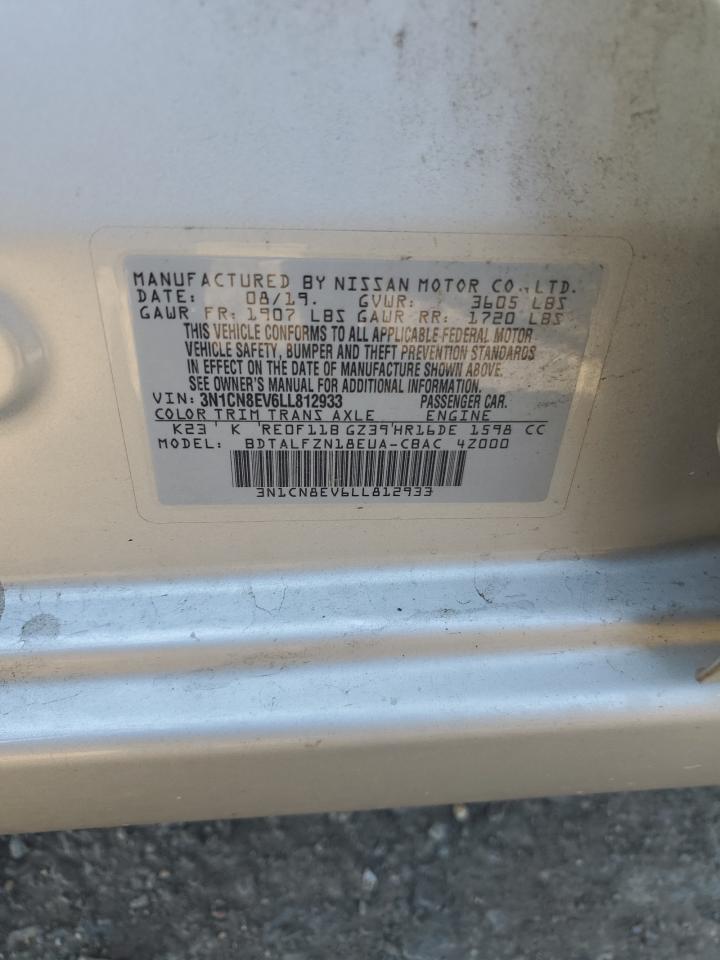 MANUFACTURED BY NISSAN MOTOR CO., LTD.
DATE: 08/19. GVWR: 3605 LBS
GAWR FR: 1907 LBS GAWR RR: 1720 LBS
THIS VEHICLE CONFORMS TO ALL APPLICABLE FEDERAL MOTOR
VEHICLE SAFETY, BUMPER AND THEFT PREVENTION STANDARDS
IN EFFECT ON THE DATE OF MANUFACTURE SHOWN ABOVE.
SEE OWNER'S MANUAL FOR ADDITIONAL INFORMATION.
VIN: 3N1CN8EV6LL812933 PASSENGER CAR.
COLOR TRIM TRANS AXLE ENGINE
K23 ' K ' RE0F11B GZ39 ' HR16DE 1598 CC
MODEL: BDTALFZN18EUA-CBAC 4Z000
3N1CN8EV6LL812933